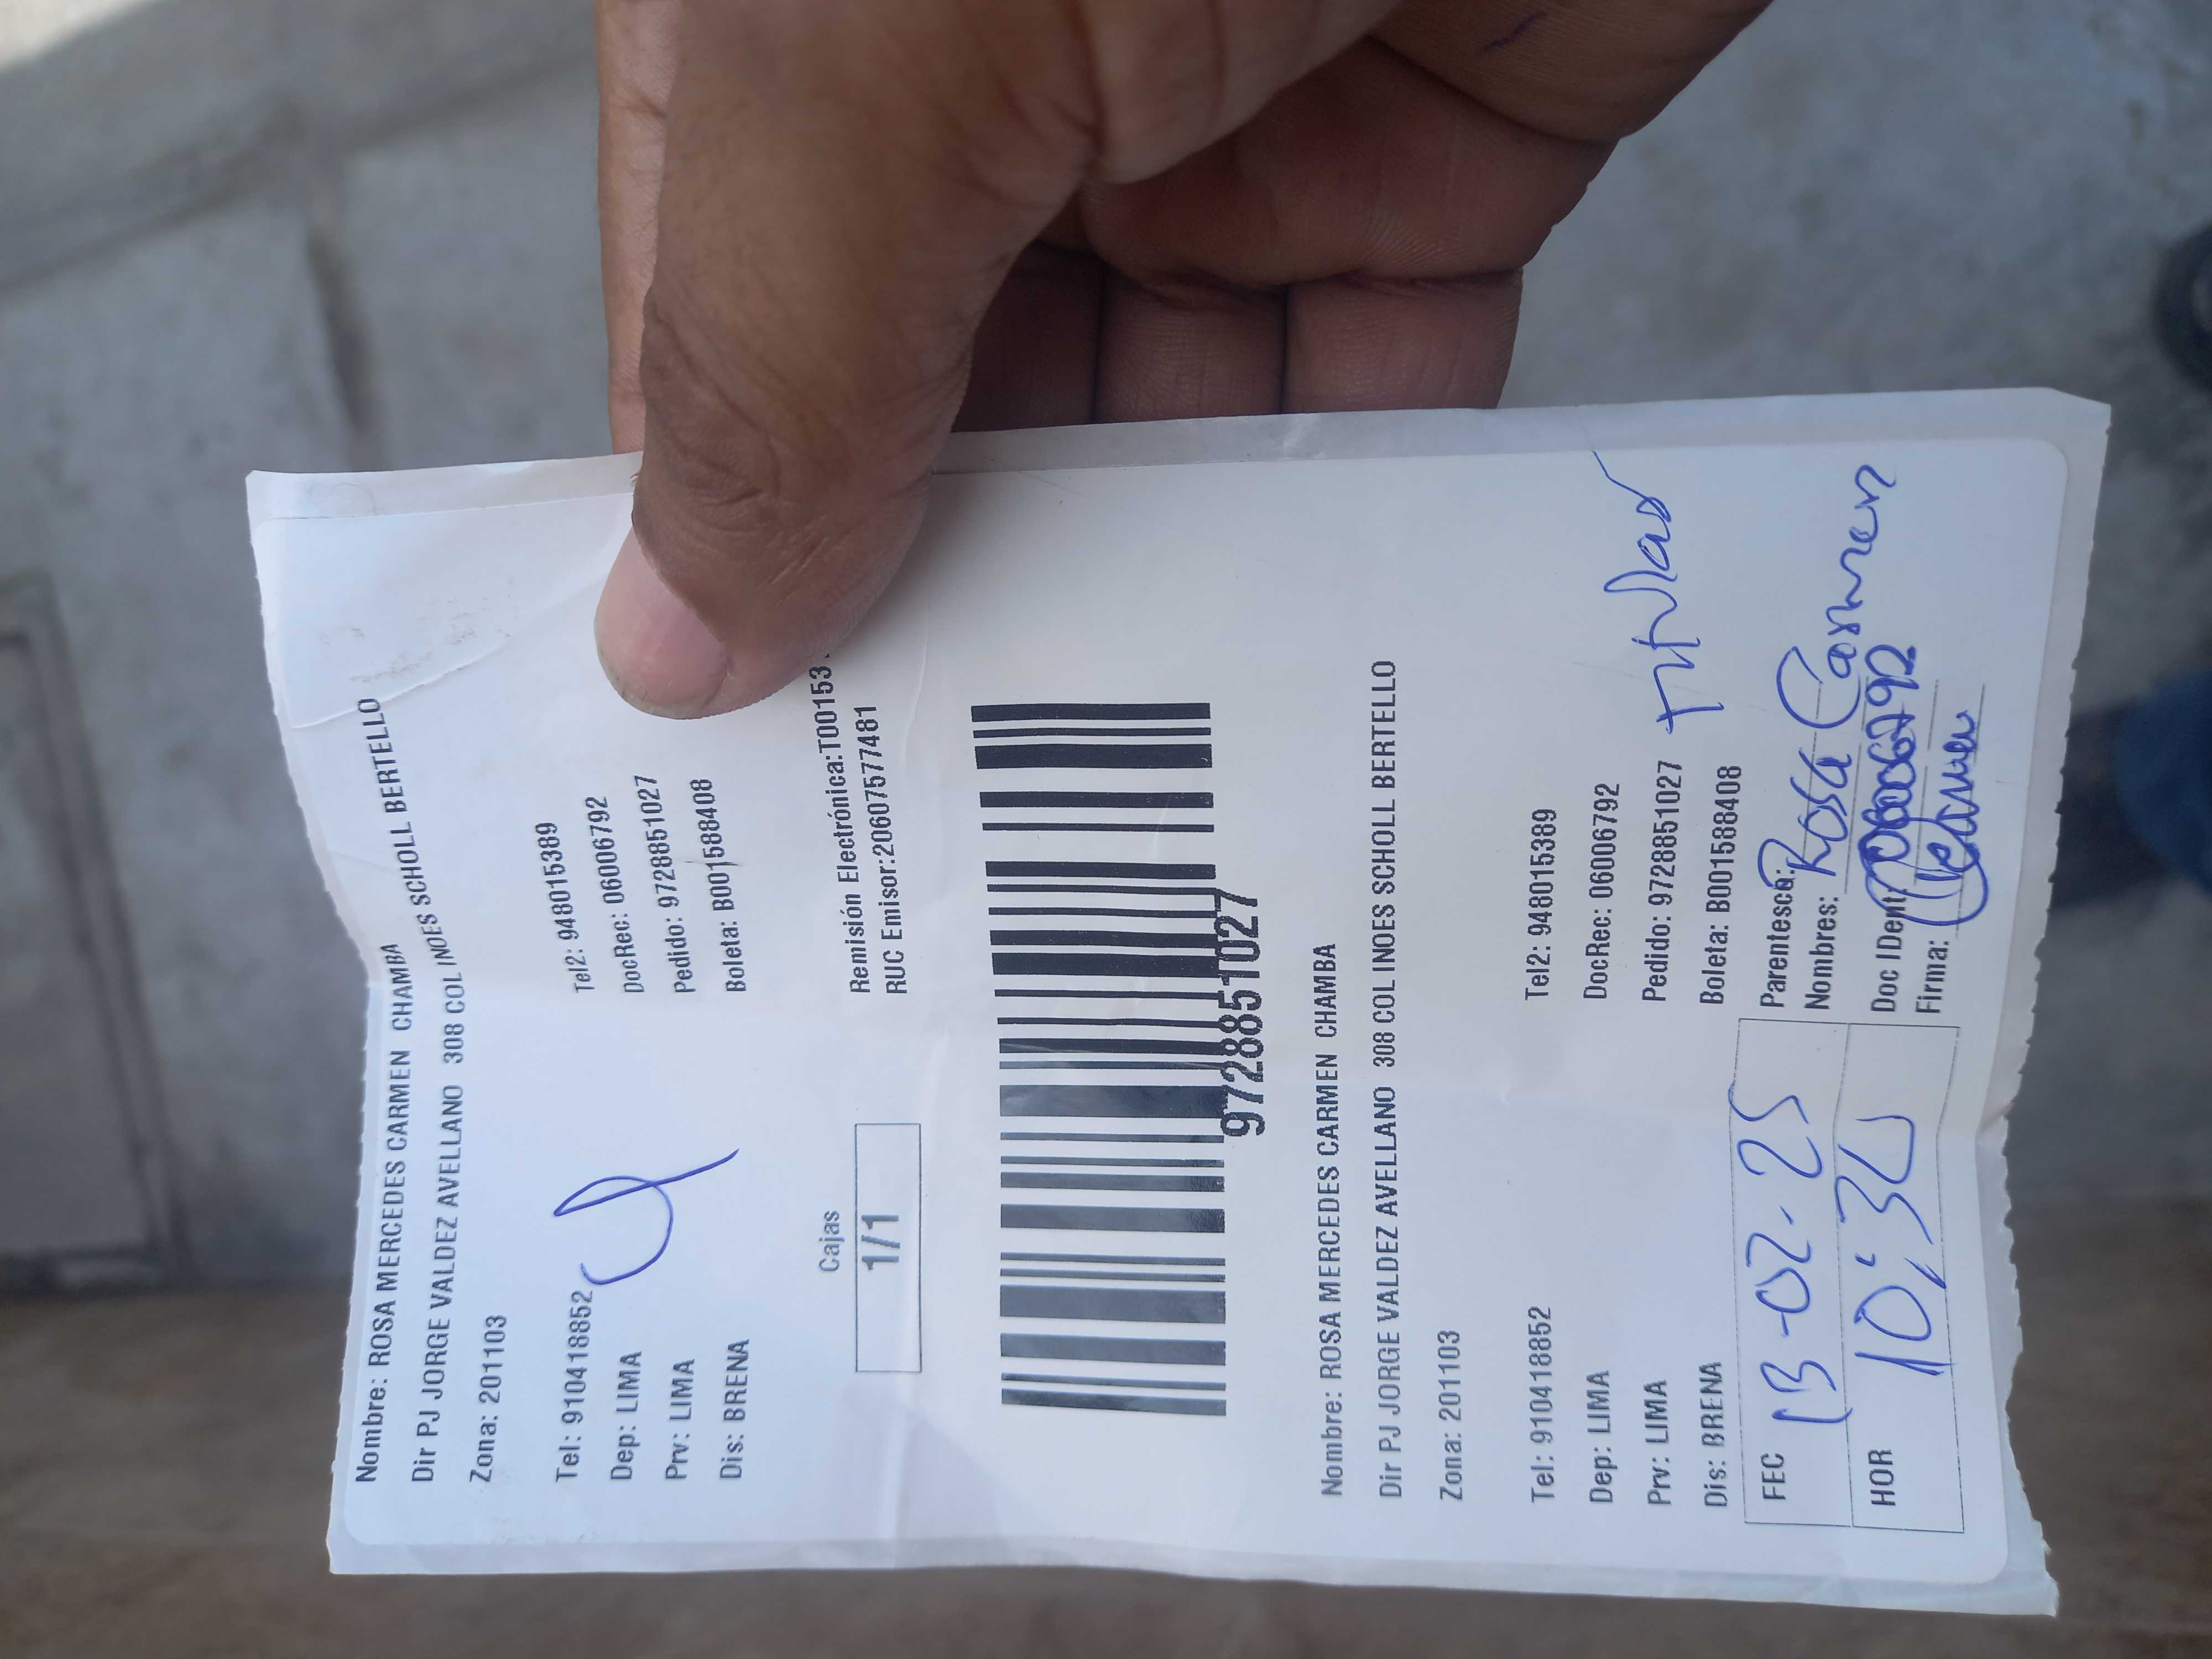 Nombre: ROSA MERCEDES CARMEN CHAMBA
Dir PJ JORGE VALDEZ AVELLANO 308 COL INOES SCHOLL BERTELLO
Zona: 201103
Tel: 910418852 Tel2: 948015389
Dep: LIMA DocRec: 06006792
Prv: LIMA Pedido: 9728851027
Dis: BRENA Boleta: B001588408
Cajas
1/1
Remisión Electrónica:T00153
RUC Emisor:20607577481
9728851027
Nombre: ROSA MERCEDES CARMEN CHAMBA
Dir PJ JORGE VALDEZ AVELLANO 308 COL INOES SCHOLL BERTELLO
Zona: 201103
Tel: 910418852 Tel2: 948015389
Dep: LIMA DocRec: 06006792
Prv: LIMA Pedido: 9728851027
Dis: BRENA Boleta: B001588408
titular
FEC 13-02.25 Parentesco:
Nombres: Rosa Carmen
HOR Doc IDent:
Firma: